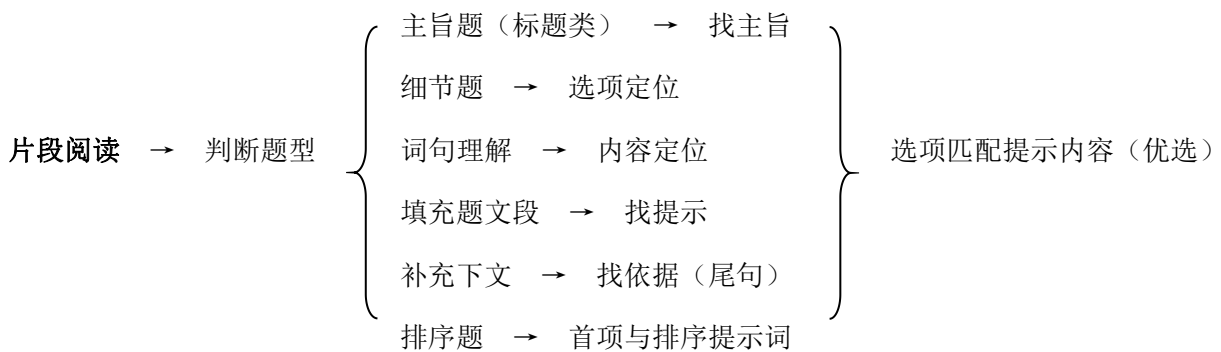 主旨题（标题类） → 找主旨
细节题 → 选项定位
片段阅读 → 判断题型
词句理解 → 内容定位
填充题文段 → 找提示
补充下文 → 找依据（尾句）
排序题 → 首项与排序提示词
选项匹配提示内容（优选）